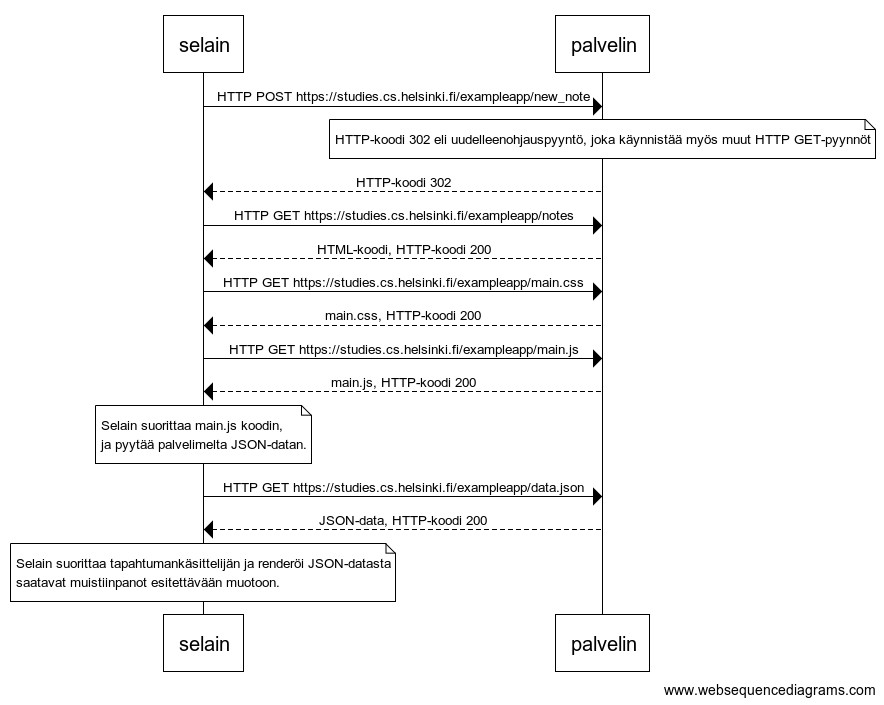 selain
palvelin
HTTP POST https://studies.cs.helsinki.fi/exampleapp/new_note
HTTP-koodi 302 eli uudelleenohjauspyyntö, joka käynnistää myös muut HTTP GET-pyynnöt
HTTP-koodi 302
HTTP GET https://studies.cs.helsinki.fi/exampleapp/notes
HTML-koodi, HTTP-koodi 200
HTTP GET https://studies.cs.helsinki.fi/exampleapp/main.css
main.css, HTTP-koodi 200
HTTP GET https://studies.cs.helsinki.fi/exampleapp/main.js
main.js, HTTP-koodi 200
Selain suorittaa main.js koodin,
ja pyytää palvelimelta JSON-datan.
HTTP GET https://studies.cs.helsinki.fi/exampleapp/data.json
JSON-data, HTTP-koodi 200
Selain suorittaa tapahtumankäsittelijän ja renderöi JSON-datasta
saatavat muistiinpanot esitettävään muotoon.
selain
palvelin
www.websequencediagrams.com